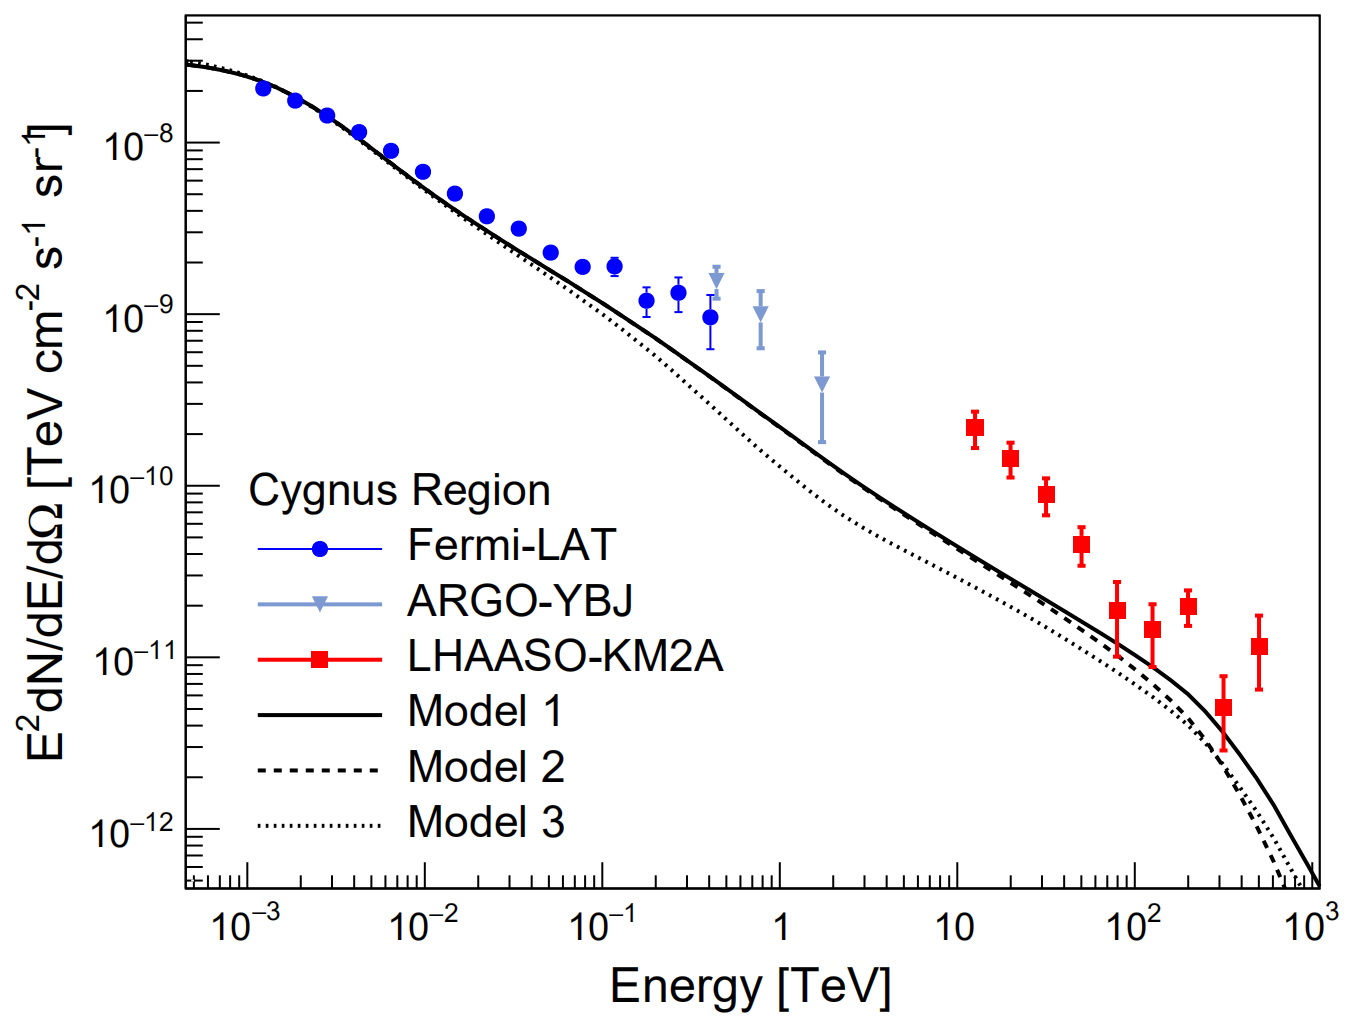 E²dN/dE/dΩ [TeV cm⁻² s⁻¹ sr⁻¹]
10⁻⁸
10⁻⁹
10⁻¹⁰
10⁻¹¹
10⁻¹²
Cygnus Region
Fermi-LAT
ARGO-YBJ
LHAASO-KM2A
Model 1
Model 2
Model 3
10⁻³ 10⁻² 10⁻¹ 1 10 10² 10³
Energy [TeV]